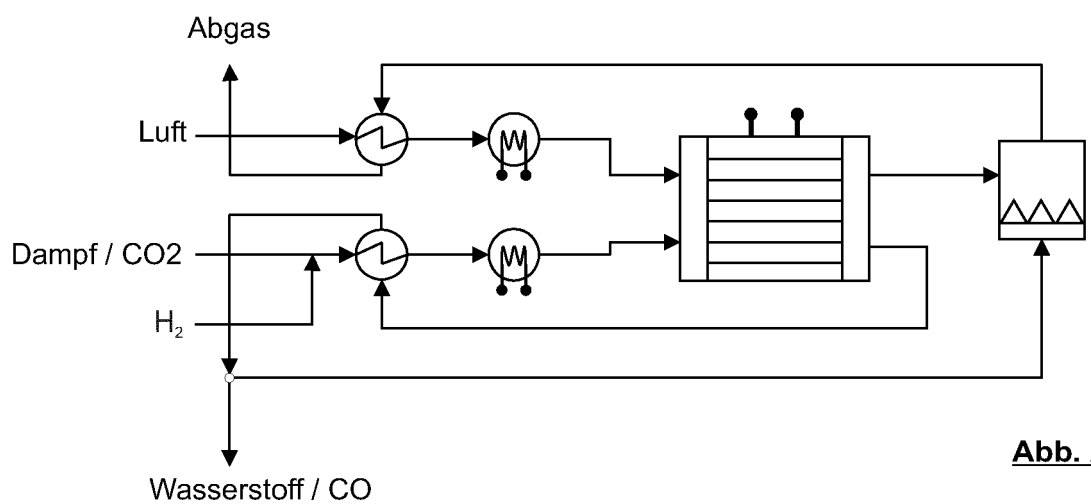 Abgas
Luft
Dampf / CO2
H₂
Wasserstoff / CO
Abb.